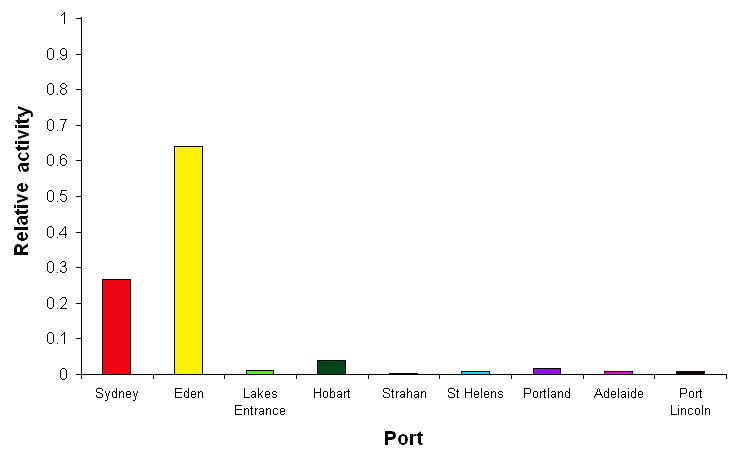 1
0.9
0.8
0.7
0.6
0.5
0.4
0.3
0.2
0.1
0
Relative activity
Sydney
Eden
Lakes
Entrance
Hobart
Strahan
St Helens
Portland
Adelaide
Port
Lincoln
Port